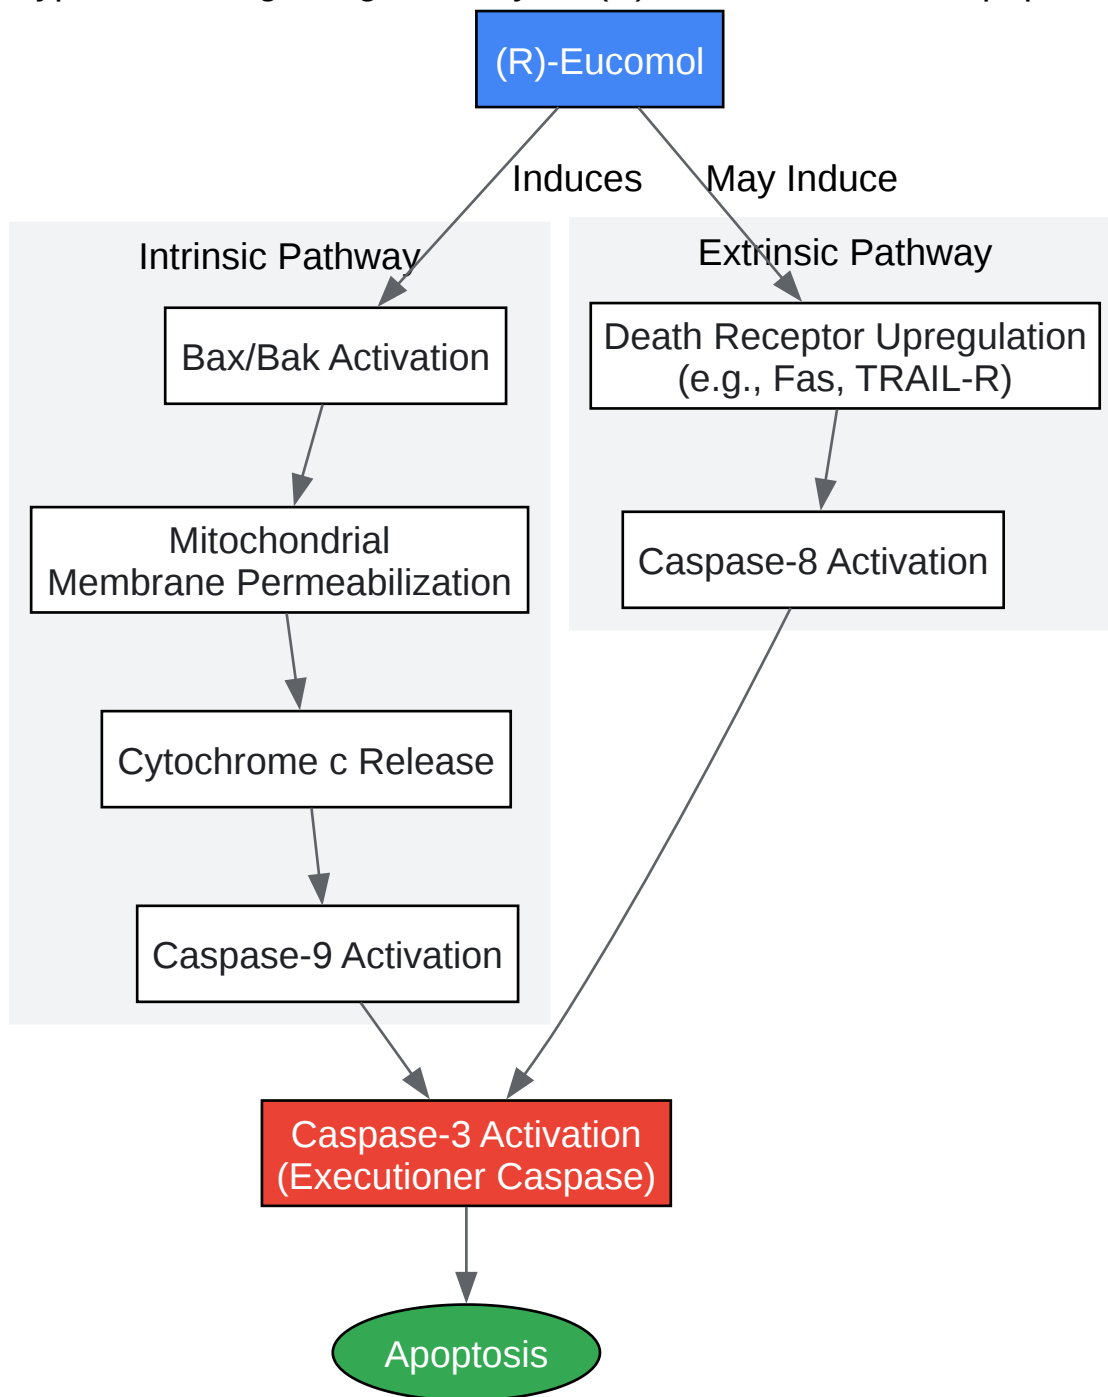 (R)-Eucomol
Induces
May Induce
Intrinsic Pathway
Extrinsic Pathway
Bax/Bak Activation
Death Receptor Upregulation
(e.g., Fas, TRAIL-R)
Mitochondrial
Membrane Permeabilization
Caspase-8 Activation
Cytochrome c Release
Caspase-9 Activation
Caspase-3 Activation
(Executioner Caspase)
Apoptosis